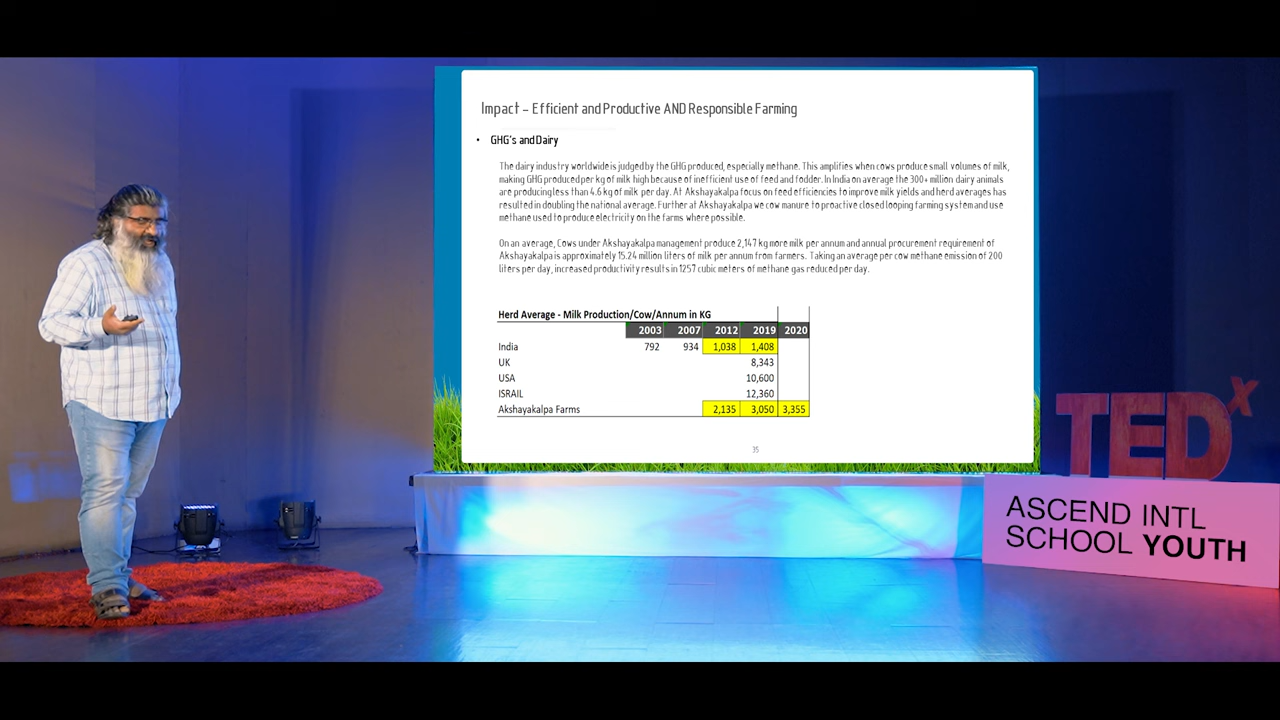 Impact – Efficient and Productive AND Responsible Farming
• GHG's and Dairy
The dairy industry worldwide is judged by the GHG produced, especially methane. This amplifies when cows produce small volumes of milk,
making GHG produced per kg of milk high because of inefficient use of feed and fodder. In India on average the 300+ million dairy animals
are producing less than 4.6 kg of milk per day. At Akshayakalpa focus on feed efficiencies to improve milk yields and herd averages has
resulted in doubling the national average. Further at Akshayakalpa we cow manure to proactive closed looping farming system and use
methane used to produce electricity on the farms where possible.
On an average, Cows under Akshayakalpa management produce 2,147 kg more milk per annum and annual procurement requirement of
Akshayakalpa is approximately 15.24 million liters of milk per annum from farmers. Taking an average per cow methane emission of 200
liters per day, increased productivity results in 1257 cubic meters of methane gas reduced per day.
Herd Average - Milk Production/Cow/Annum in KG
2003 2007 2012 2019 2020
India 792 934 1,038 1,408
UK 8,343
USA 10,600
ISRAIL 12,360
Akshayakalpa Farms 2,135 3,050 3,355
35
TEDx
ASCEND INTL
SCHOOL YOUTH